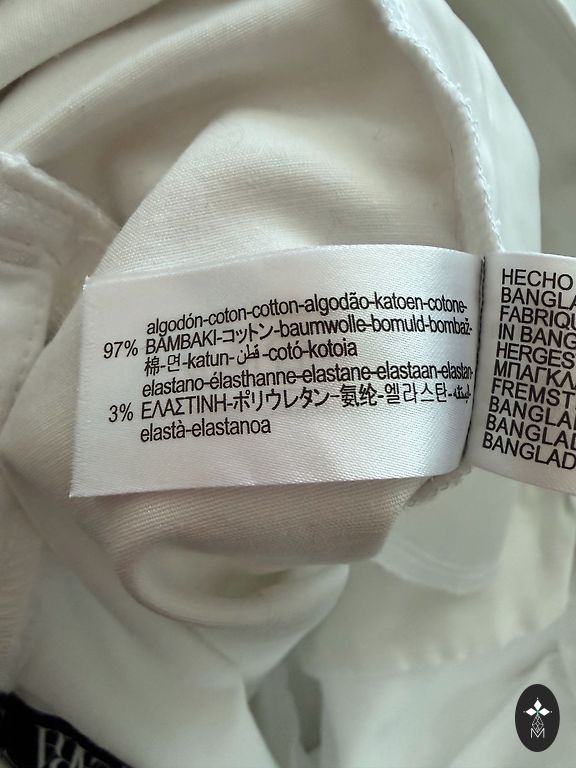 algodón-coton-cotton-algodão-katoen-cotone-
97% BAMBAKI-コットン-baumwolle-bomuld-bombaž-
棉-면-katun-قطن-cotó-kotoia
elastano-élasthanne-elastane-elastaan-elastan-
3% ΕΛΑΣΤΙΝΗ-ポリウレタン-氨纶-엘라스탄-
elastà-elastanoa
HECHO
BANGLA
FABRIQU
IN BANG
HERGES
ΜΠΑΓΚΛ
FREMST
BANGLA
BANGLAD
BANGLAD